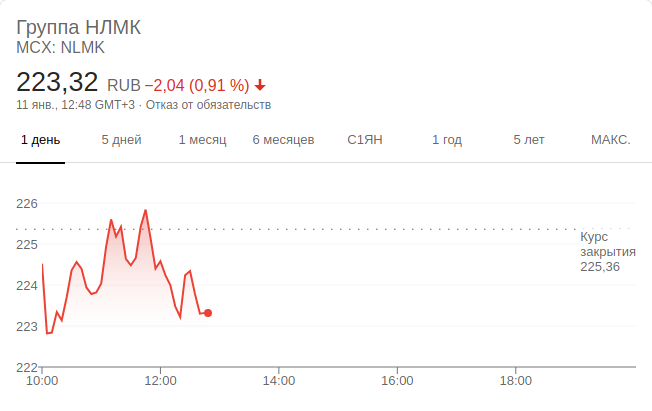 Группа НЛМК
MCX: NLMK
223,32 RUB −2,04 (0,91 %)
11 янв., 12:48 GMT+3 · Отказ от обязательств
1 день 5 дней 1 месяц 6 месяцев С1ЯН 1 год 5 лет МАКС.
226
225
224
223
222
Курс
закрытия
225,36
10:00 12:00 14:00 16:00 18:00